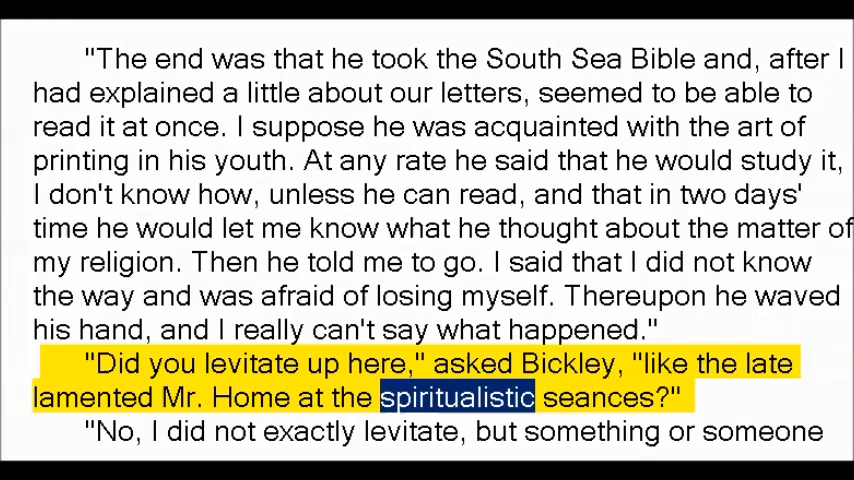 "The end was that he took the South Sea Bible and, after I
had explained a little about our letters, seemed to be able to
read it at once. I suppose he was acquainted with the art of
printing in his youth. At any rate he said that he would study it,
I don't know how, unless he can read, and that in two days'
time he would let me know what he thought about the matter of
my religion. Then he told me to go. I said that I did not know
the way and was afraid of losing myself. Thereupon he waved
his hand, and I really can't say what happened."
"Did you levitate up here," asked Bickley, "like the late
lamented Mr. Home at the spiritualistic seances?"
"No, I did not exactly levitate, but something or someone